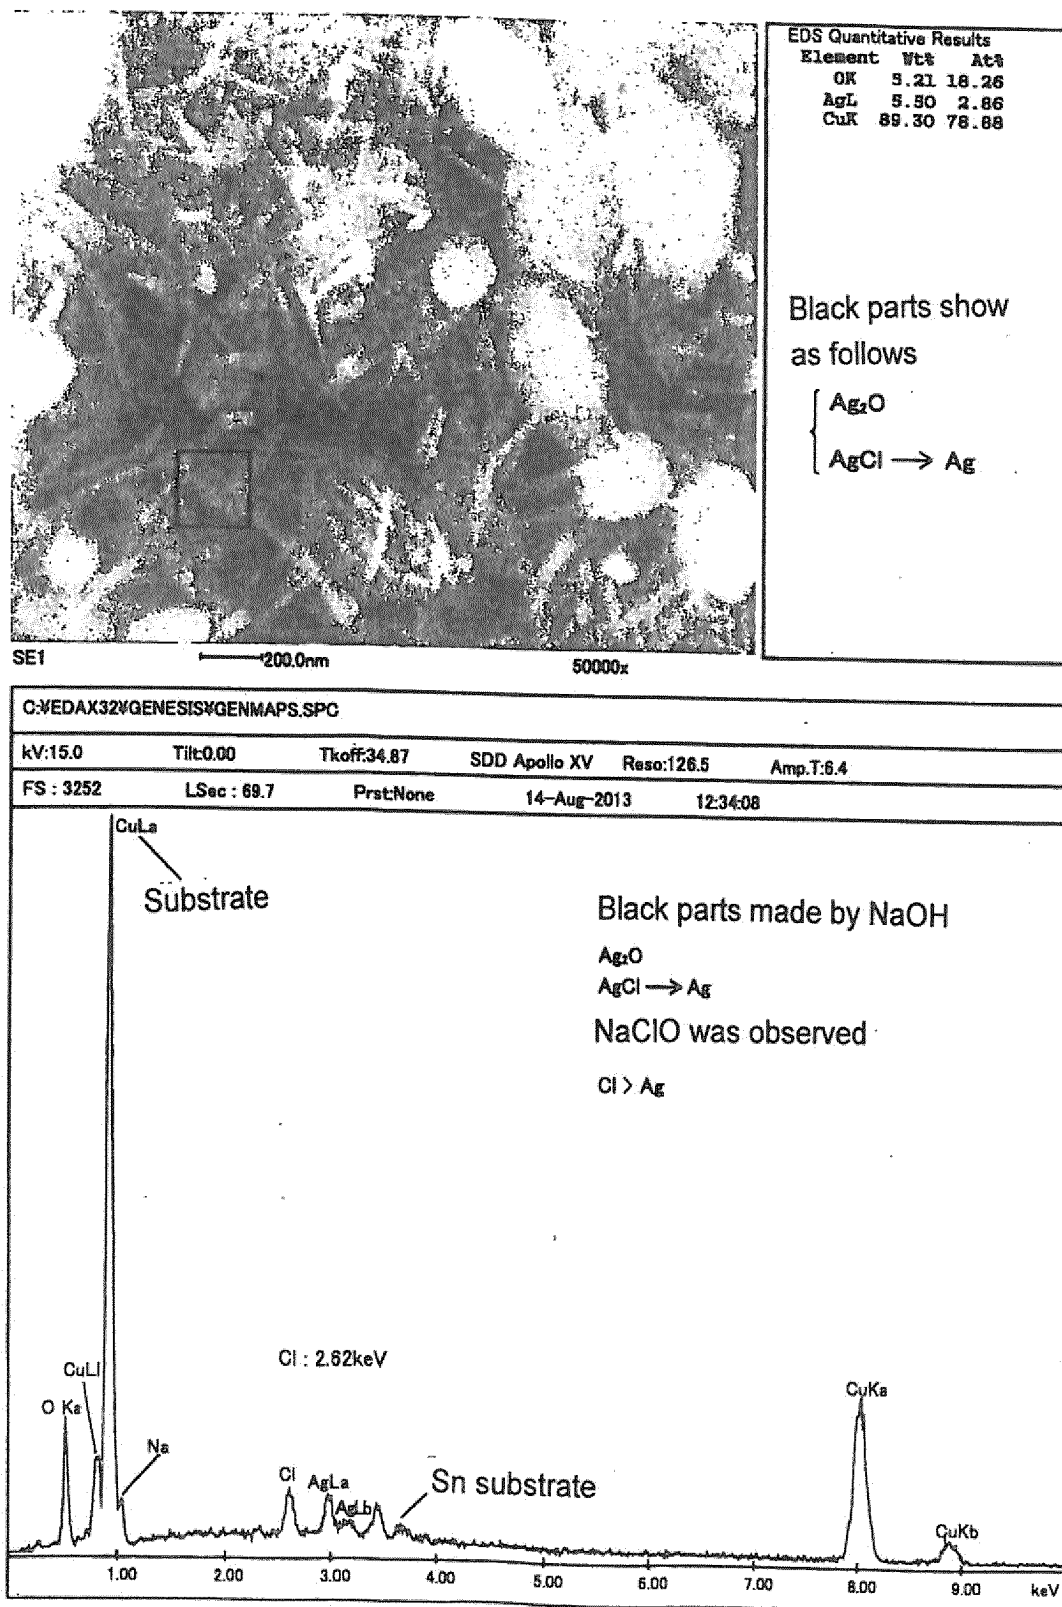 EDS Quantitative Results
Element Wt% At%
OK 5.21 18.26
AgL 5.50 2.86
CuK 89.30 78.88
Black parts show
as follows
Ag₂O
AgCl → Ag
SE1 200.0nm 50000x
C:¥EDAX32¥GENESIS¥GENMAPS.SPC
kV:15.0 Tilt:0.00 Tkoff:34.87 SDD Apollo XV Reso:126.5 Amp.T:6.4
FS : 3252 LSec : 69.7 Prst:None 14-Aug-2013 12:34:08
CuLa
Substrate
Black parts made by NaOH
Ag₂O
AgCl → Ag
NaClO was observed
Cl > Ag
Cl : 2.62keV
CuLl
O Ka
Na
Cl
AgLa
AgLb
Sn substrate
CuKa
CuKb
1.00 2.00 3.00 4.00 5.00 6.00 7.00 8.00 9.00 keV